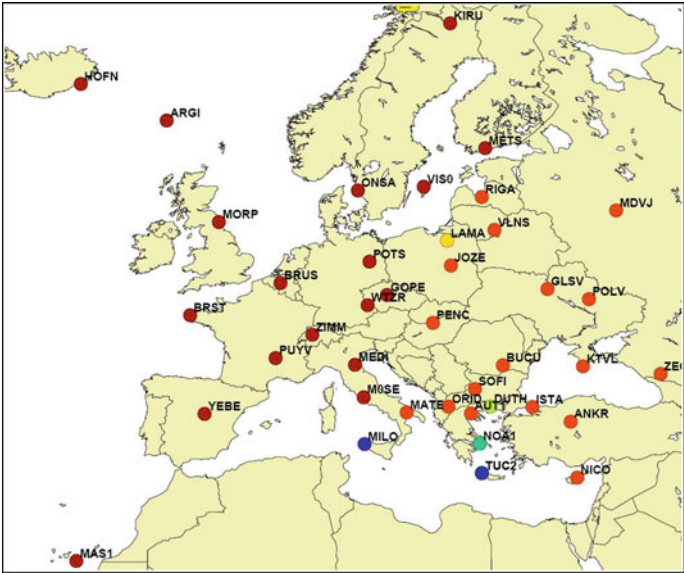 KIRU
HOFN
ARGI
METS
ONSA
VIS0
RIGA
MDVJ
MORP
VLNS
LAMA
POTS
JOZE
BRUS
GOPE
GLSV
POLV
WTZR
BRST
PENC
ZIMM
PUYV
MEDI
BUCU
KTVL
ZEC
SOFI
M0SE
ORID
DUTH
ISTA
YEBE
MATE
AUT
ANKR
MILO
NOA1
TUC2
NICO
MAS1